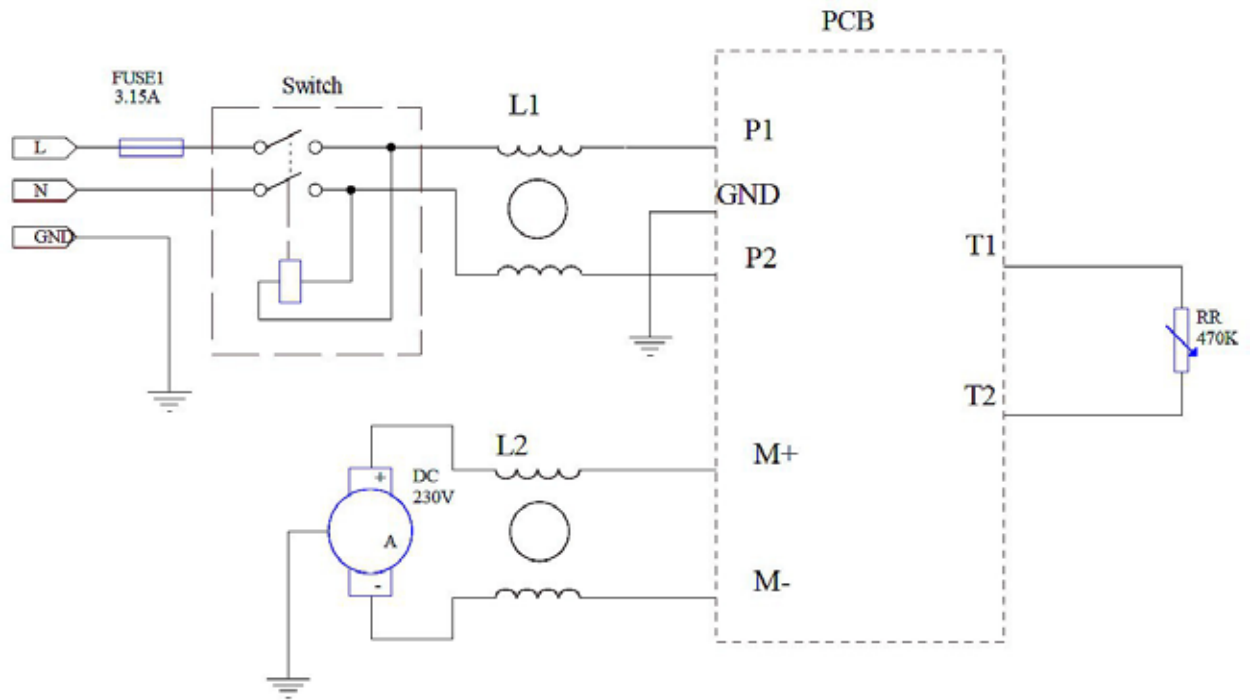 PCB
FUSE1
3.15A
Switch
L1
L
P1
N
GND
GND
P2
T1
RR
470K
T2
L2
M+
+
DC
230V
A
-
M-